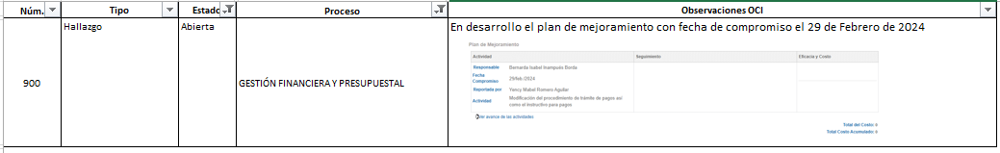 Núm. Tipo Estado Proceso Observaciones OCI
Hallazgo Abierta En desarrollo el plan de mejoramiento con fecha de compromiso el 29 de Febrero de 2024
Plan de Mejoramiento
Actividad Seguimiento Eficacia y Costo
Responsable Bernarda Isabel Inampués Borda
Fecha
Compromiso 29/feb./2024
Reportada por Yency Mabel Romero Aguilar
Actividad Modificación del procedimiento de trámite de pagos así
como el instructivo para pagos
900 GESTIÓN FINANCIERA Y PRESUPUESTAL
Ver avance de las actividades
Total del Costo: 0
Total Costo Acumulado: 0